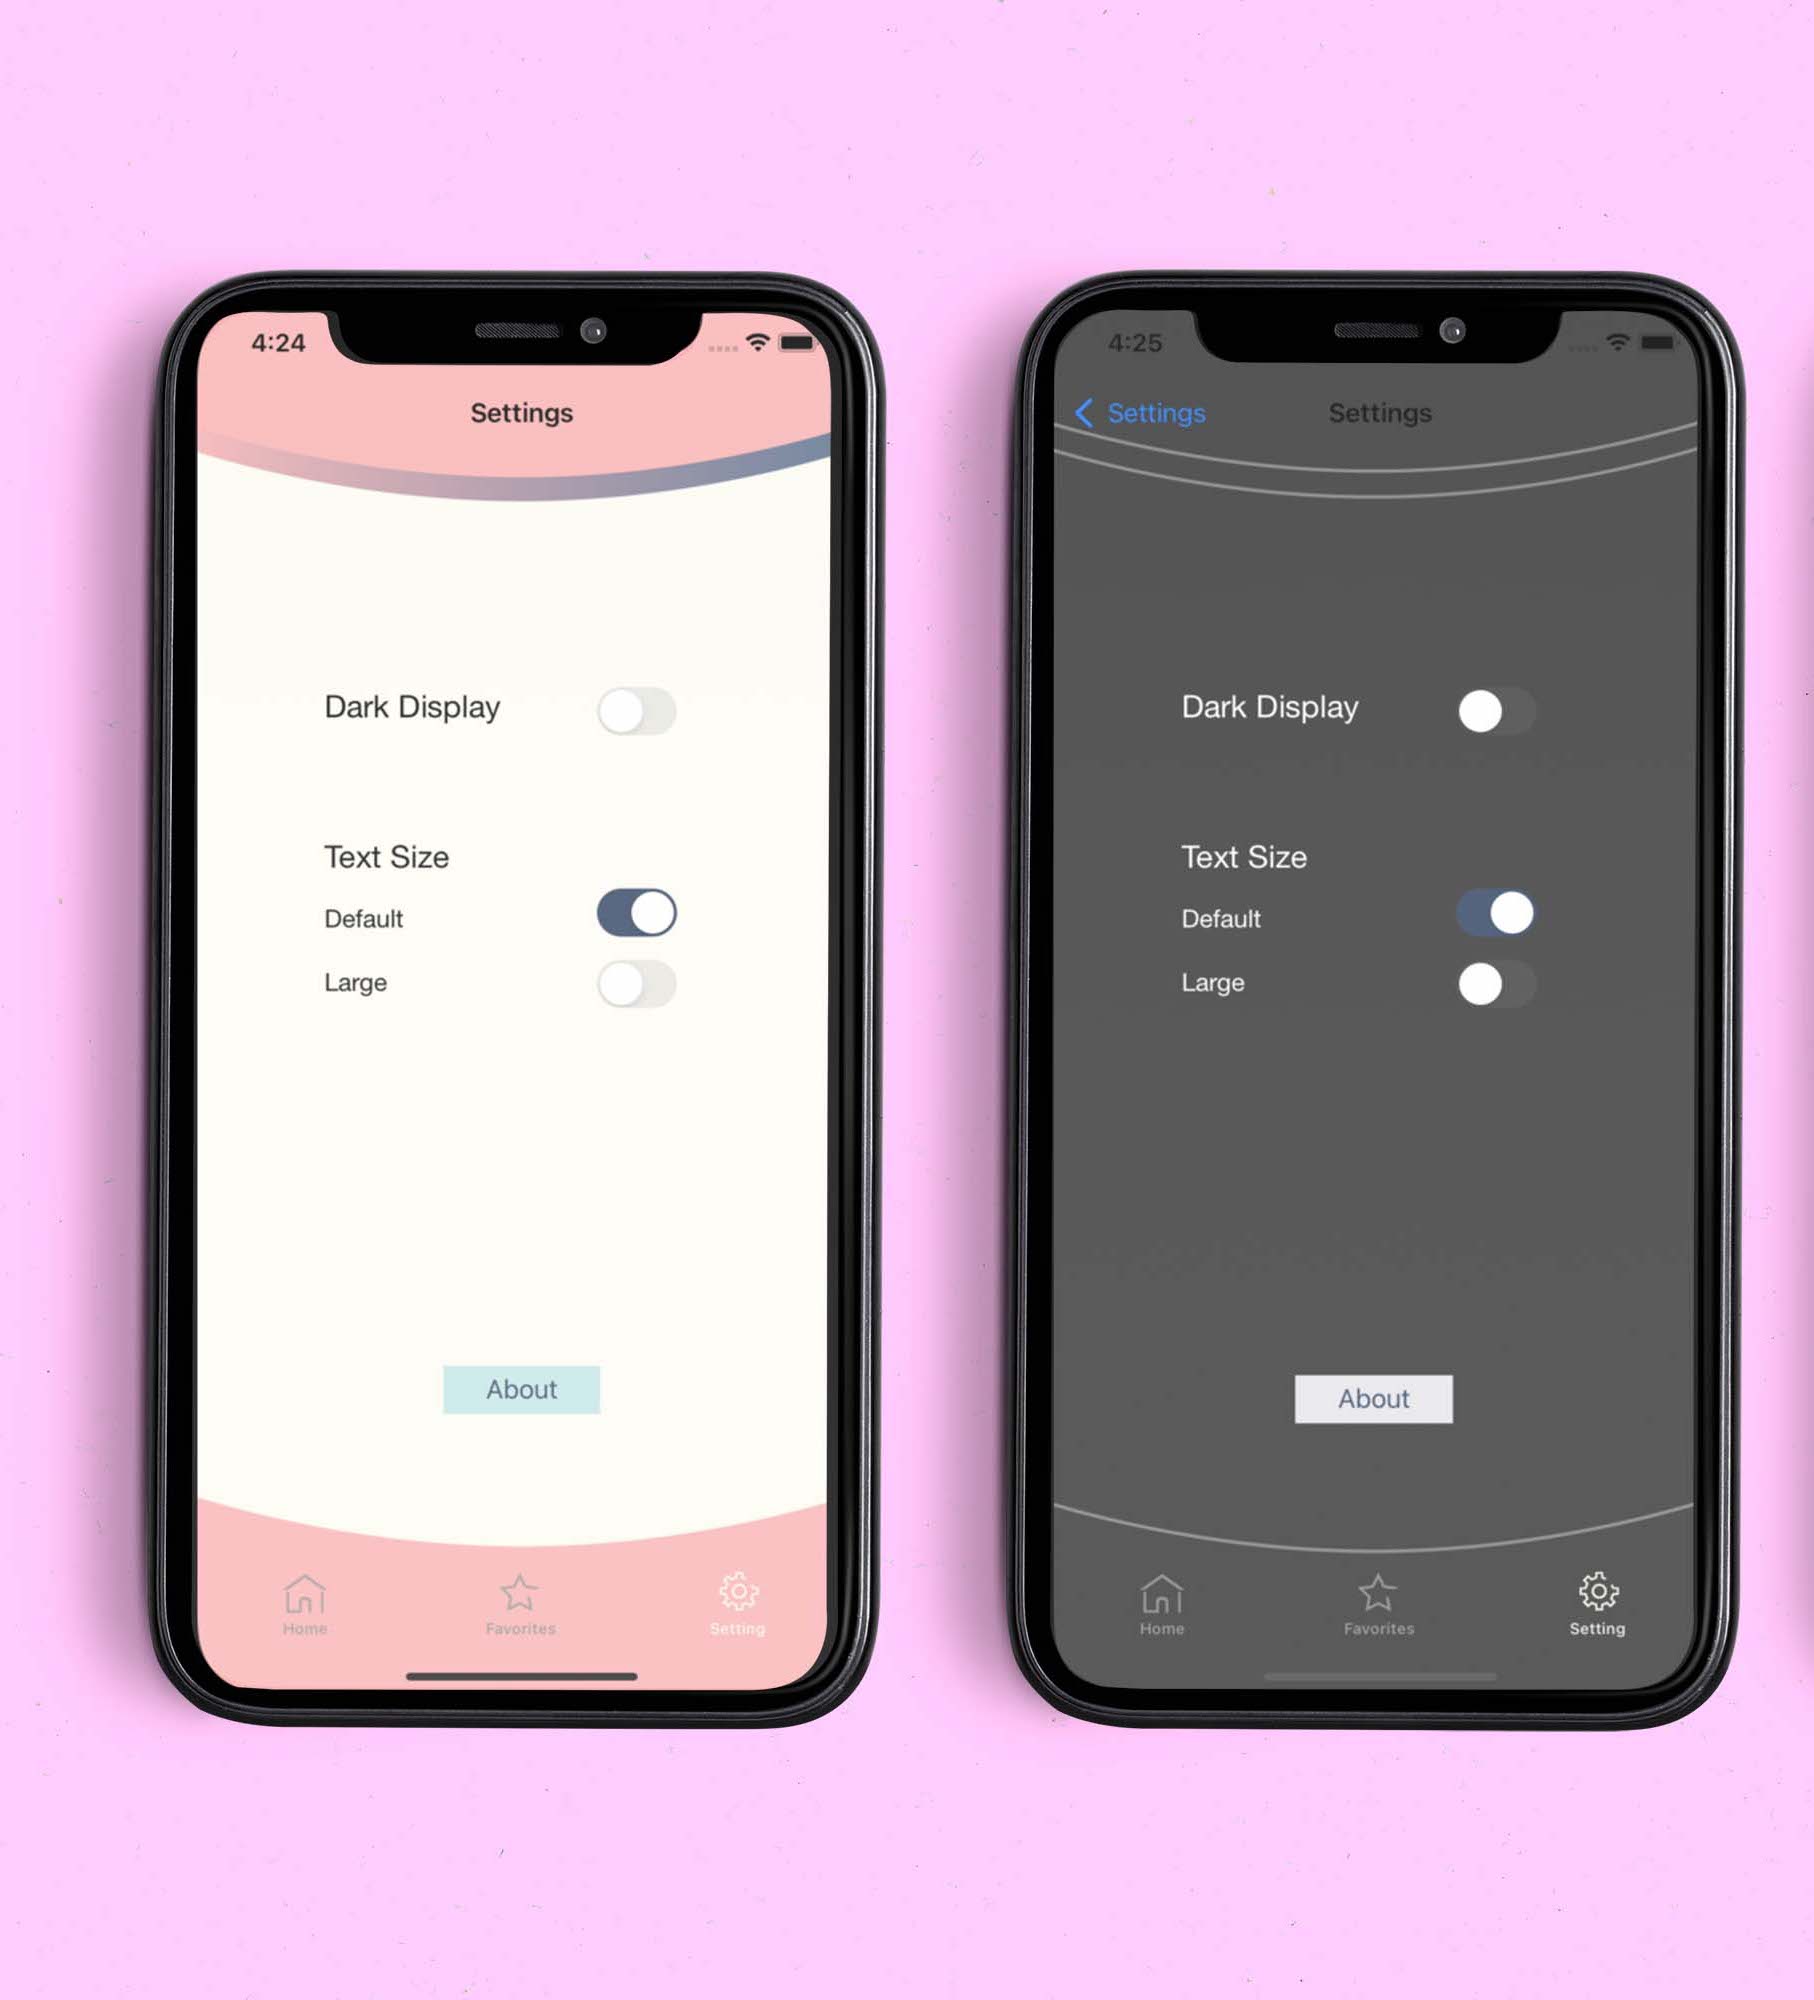 4:24
Settings
Dark Display
Text Size
Default
Large
About
Home
Favorites
Setting
4:25
Settings
Settings
Dark Display
Text Size
Default
Large
About
Home
Favorites
Setting